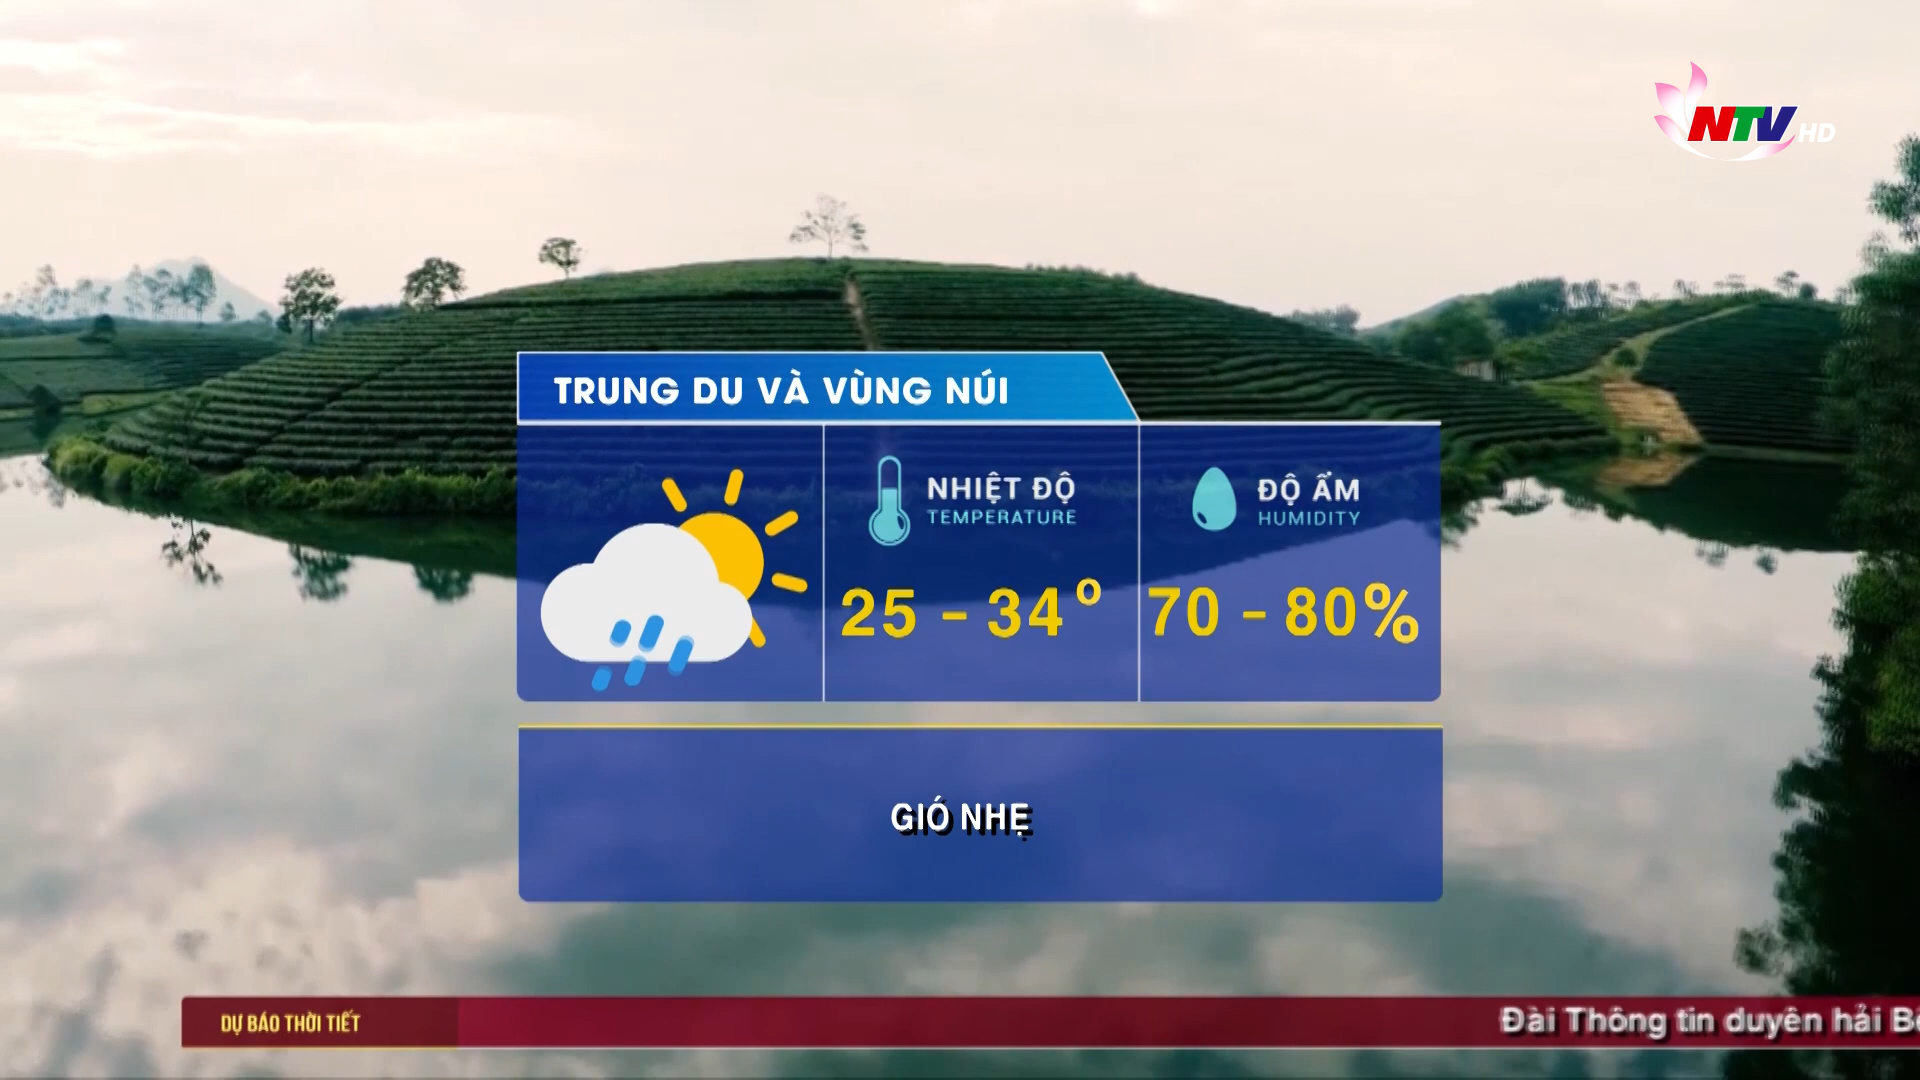 NTV HD
TRUNG DU VÀ VÙNG NÚI
NHIỆT ĐỘ
TEMPERATURE
25 - 34°
ĐỘ ẨM
HUMIDITY
70 - 80%
GIÓ NHẸ
DỰ BÁO THỜI TIẾT
Đài Thông tin duyên hải